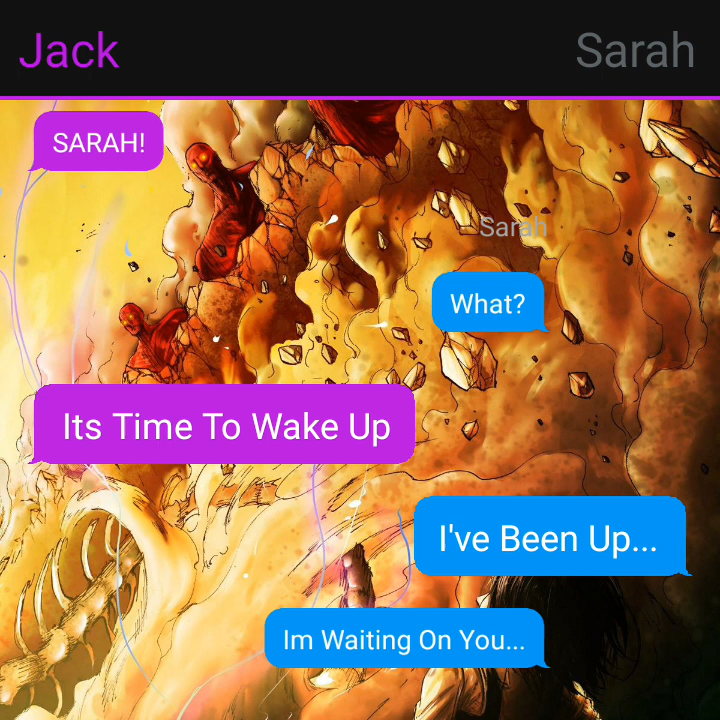 Jack Sarah
SARAH!
Sarah
What?
Its Time To Wake Up
I've Been Up...
Im Waiting On You...